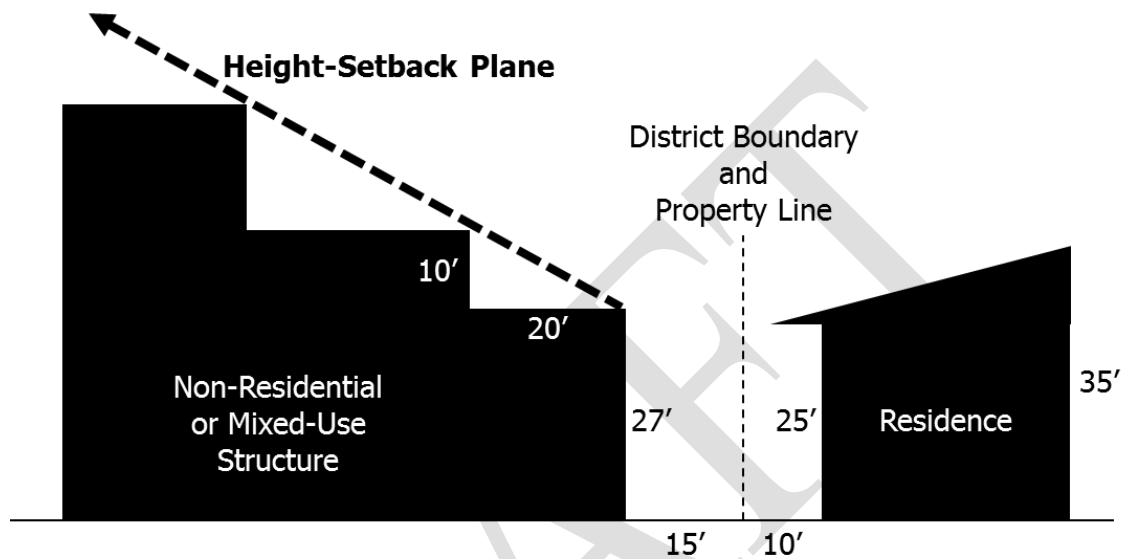 Height-Setback Plane
District Boundary
and
Property Line
10’
20’
Non-Residential
or Mixed-Use
Structure
27’
25’
Residence
35’
15’
10’